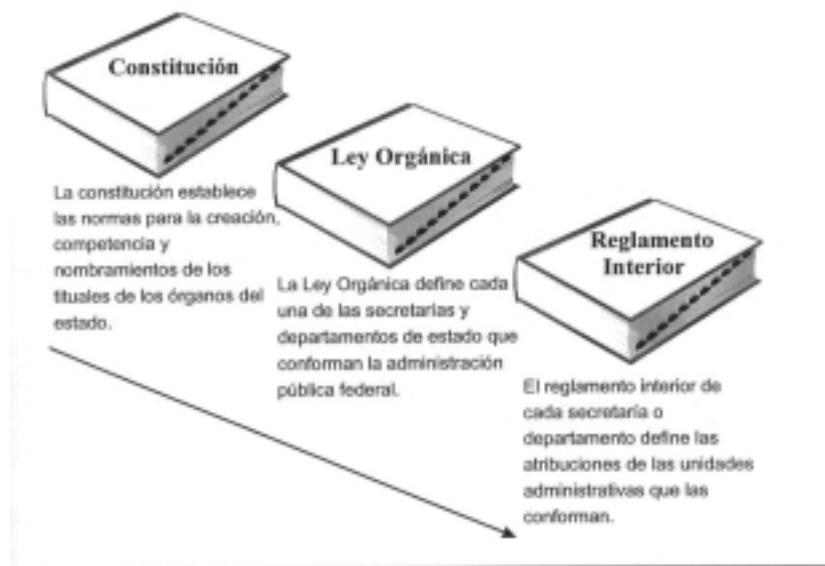 Constitución
La constitución establece
las normas para la creación,
competencia y
nombramientos de los
tituales de los órganos del
estado.
Ley Orgánica
La Ley Orgánica define cada
una de las secretarías y
departamentos de estado que
conforman la administración
pública federal.
Reglamento
Interior
El reglamento interior de
cada secretaría o
departamento define las
atribuciones de las unidades
administrativas que las
conforman.